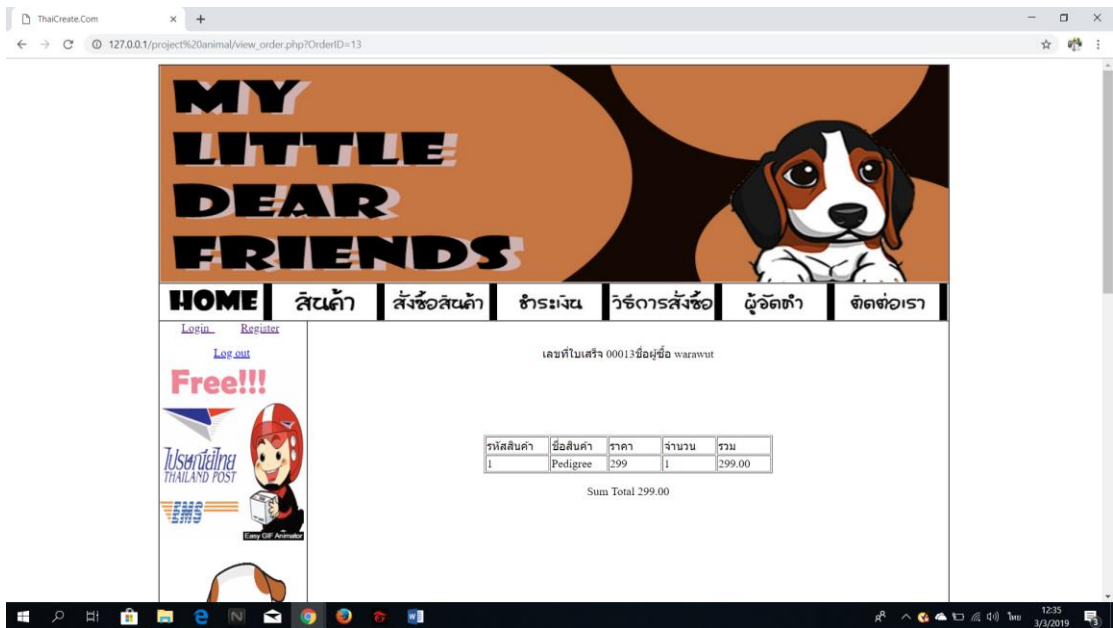 ThaiCreate.Com
127.0.0.1/project%20animal/view_order.php?OrderID=13
MY
LITTLE
DEAR
FRIENDS
HOME สินค้า สั่งซื้อสินค้า ชำระเงิน วิธีการสั่งซื้อ ผู้จัดทำ ติดต่อเรา
Login Register
Log out
เลขที่ใบเสร็จ 00013ชื่อผู้ซื้อ warawut
Free!!!
รหัสสินค้า ชื่อสินค้า ราคา จำนวน รวม
1 Pedigree 299 1 299.00
Sum Total 299.00
ไปรษณีย์ไทย
THAILAND POST
EMS
Easy GIF Animator
ไทย
12:35
3/3/2019
3